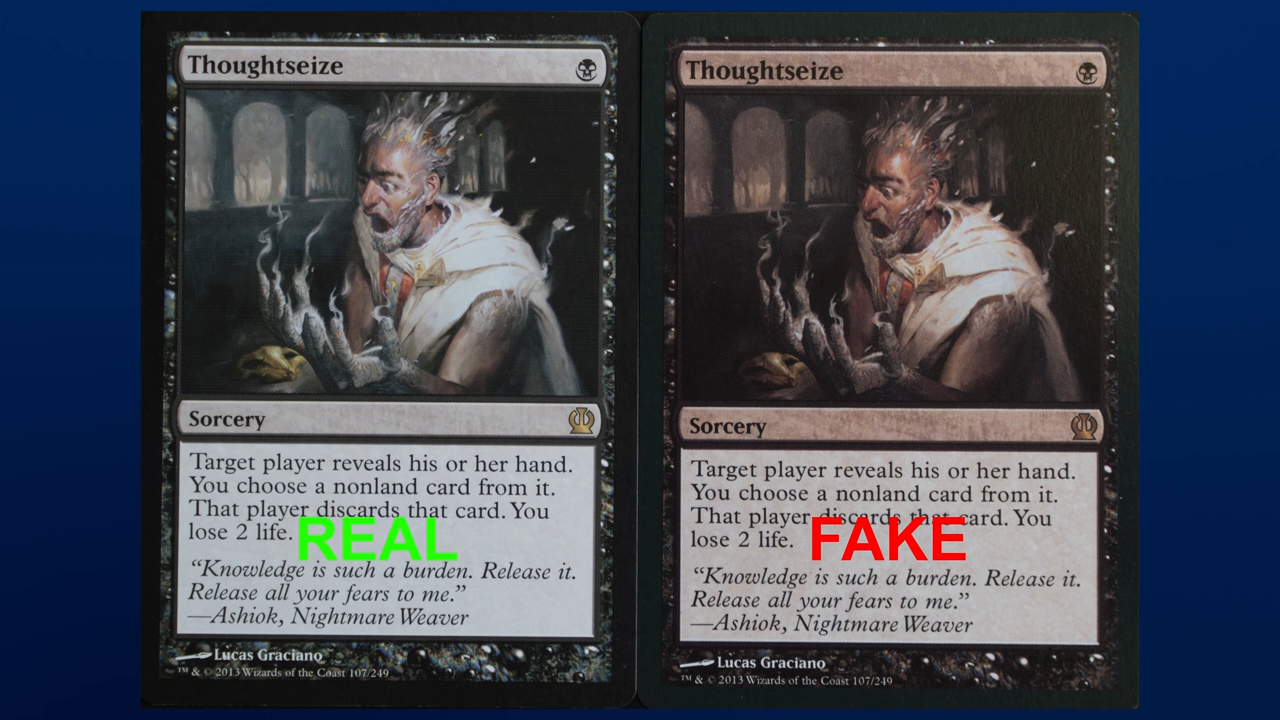 Thoughtseize
Sorcery
Target player reveals his or her hand.
You choose a nonland card from it.
That player discards that card. You
lose 2 life.
REAL
“Knowledge is such a burden. Release it.
Release all your fears to me.”
—Ashiok, Nightmare Weaver
Lucas Graciano
™ & © 2013 Wizards of the Coast 107/249
Thoughtseize
Sorcery
Target player reveals his or her hand.
You choose a nonland card from it.
That player discards that card. You
lose 2 life.
FAKE
“Knowledge is such a burden. Release it.
Release all your fears to me.”
—Ashiok, Nightmare Weaver
Lucas Graciano
™ & © 2013 Wizards of the Coast 107/249